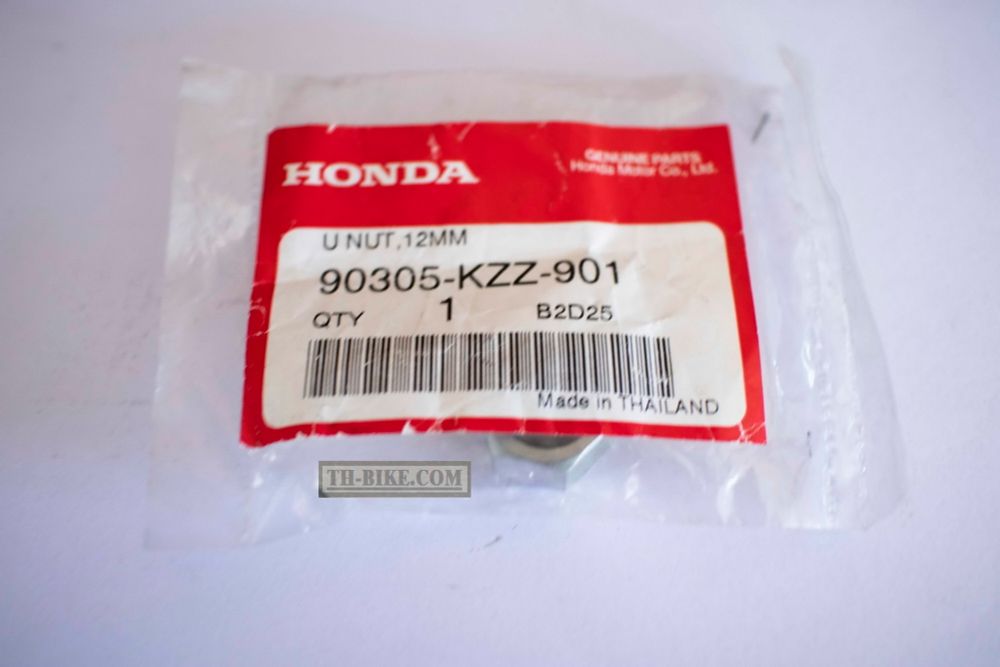 HONDA
GENUINE PARTS
Honda Motor Co., Ltd.
U NUT,12MM
90305-KZZ-901
QTY 1 B2D25
Made in THAILAND
TH-BIKE.COM